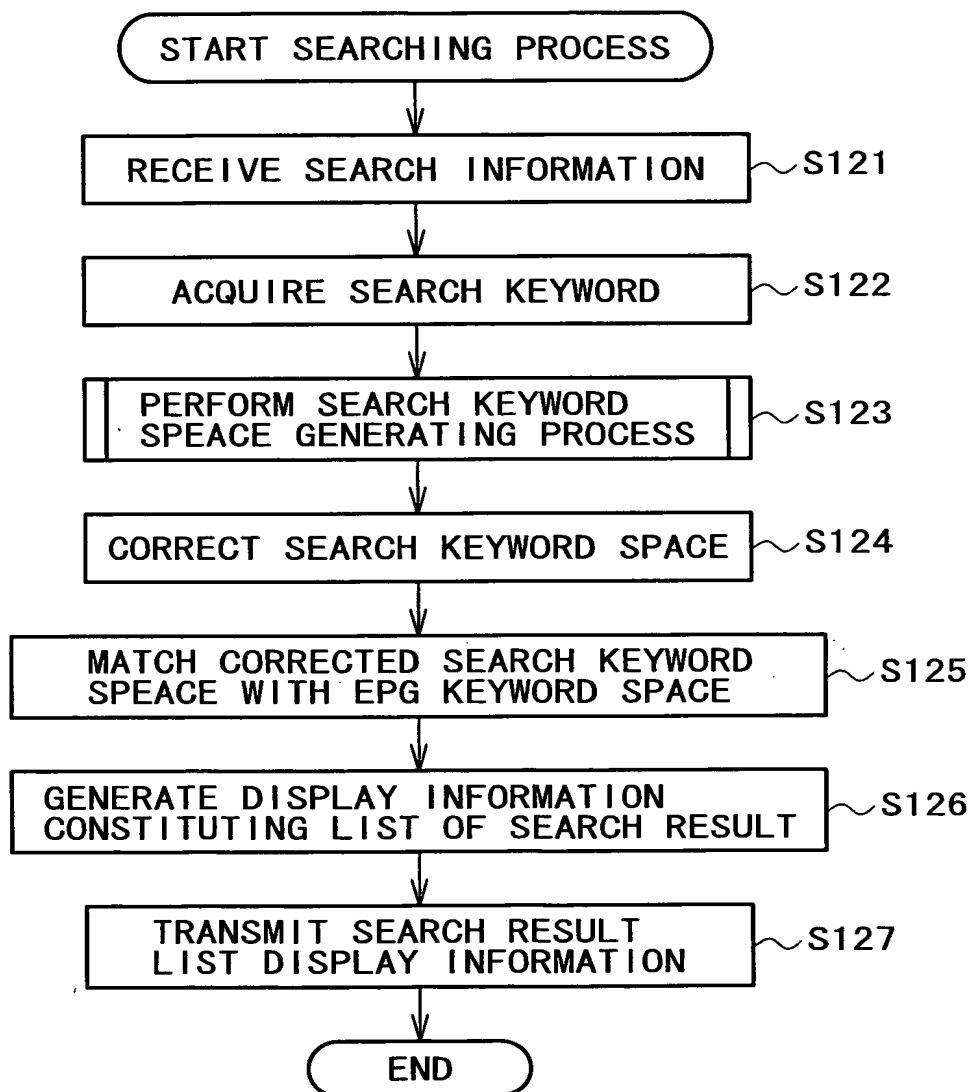 START SEARCHING PROCESS
RECEIVE SEARCH INFORMATION
S121
ACQUIRE SEARCH KEYWORD
S122
PERFORM SEARCH KEYWORD
SPEACE GENERATING PROCESS
S123
CORRECT SEARCH KEYWORD SPACE
S124
MATCH CORRECTED SEARCH KEYWORD
SPEACE WITH EPG KEYWORD SPACE
S125
GENERATE DISPLAY INFORMATION
CONSTITUTING LIST OF SEARCH RESULT
S126
TRANSMIT SEARCH RESULT
LIST DISPLAY INFORMATION
S127
END